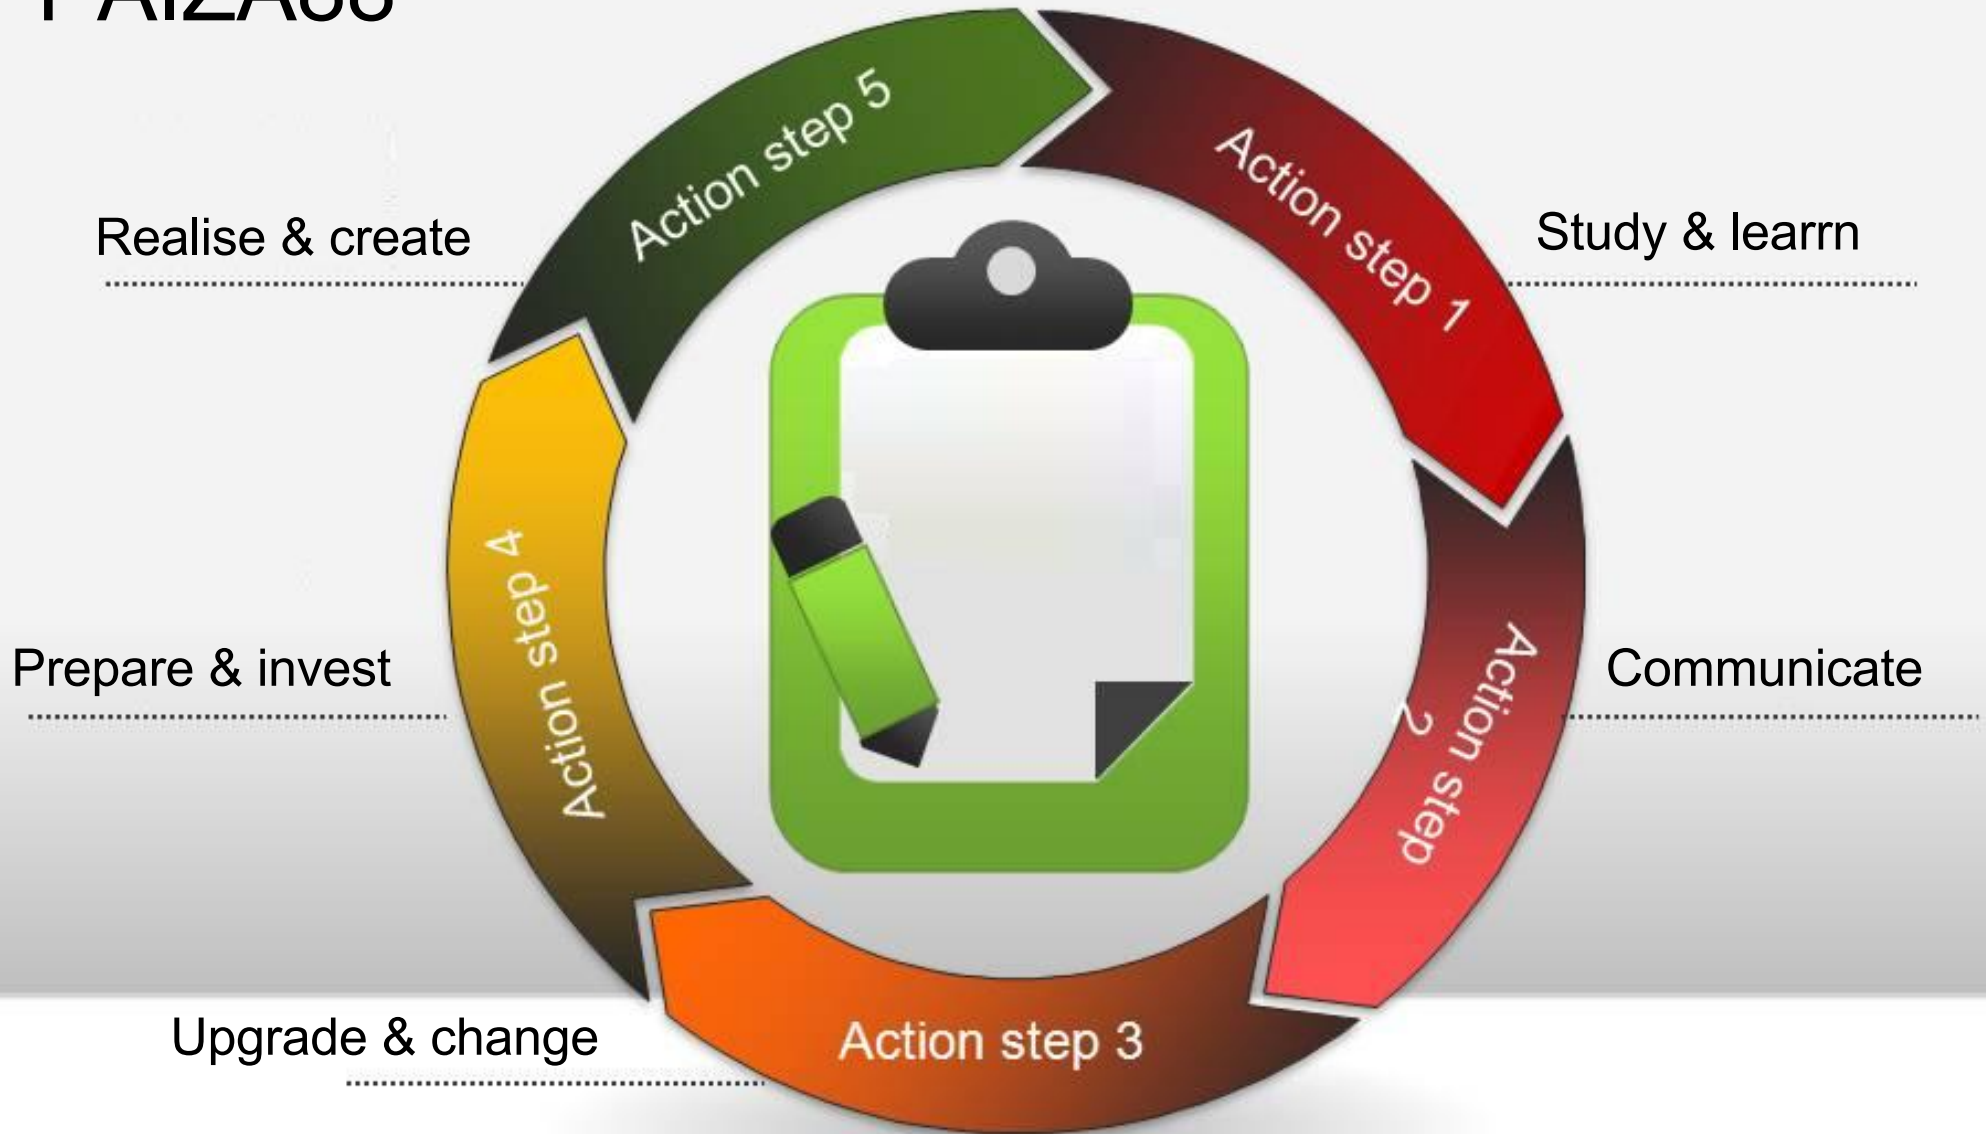 Action step 5
Action step 1
Realise & create
Study & learrn
Action step 4
Action step
2
Prepare & invest
Communicate
Upgrade & change
Action step 3